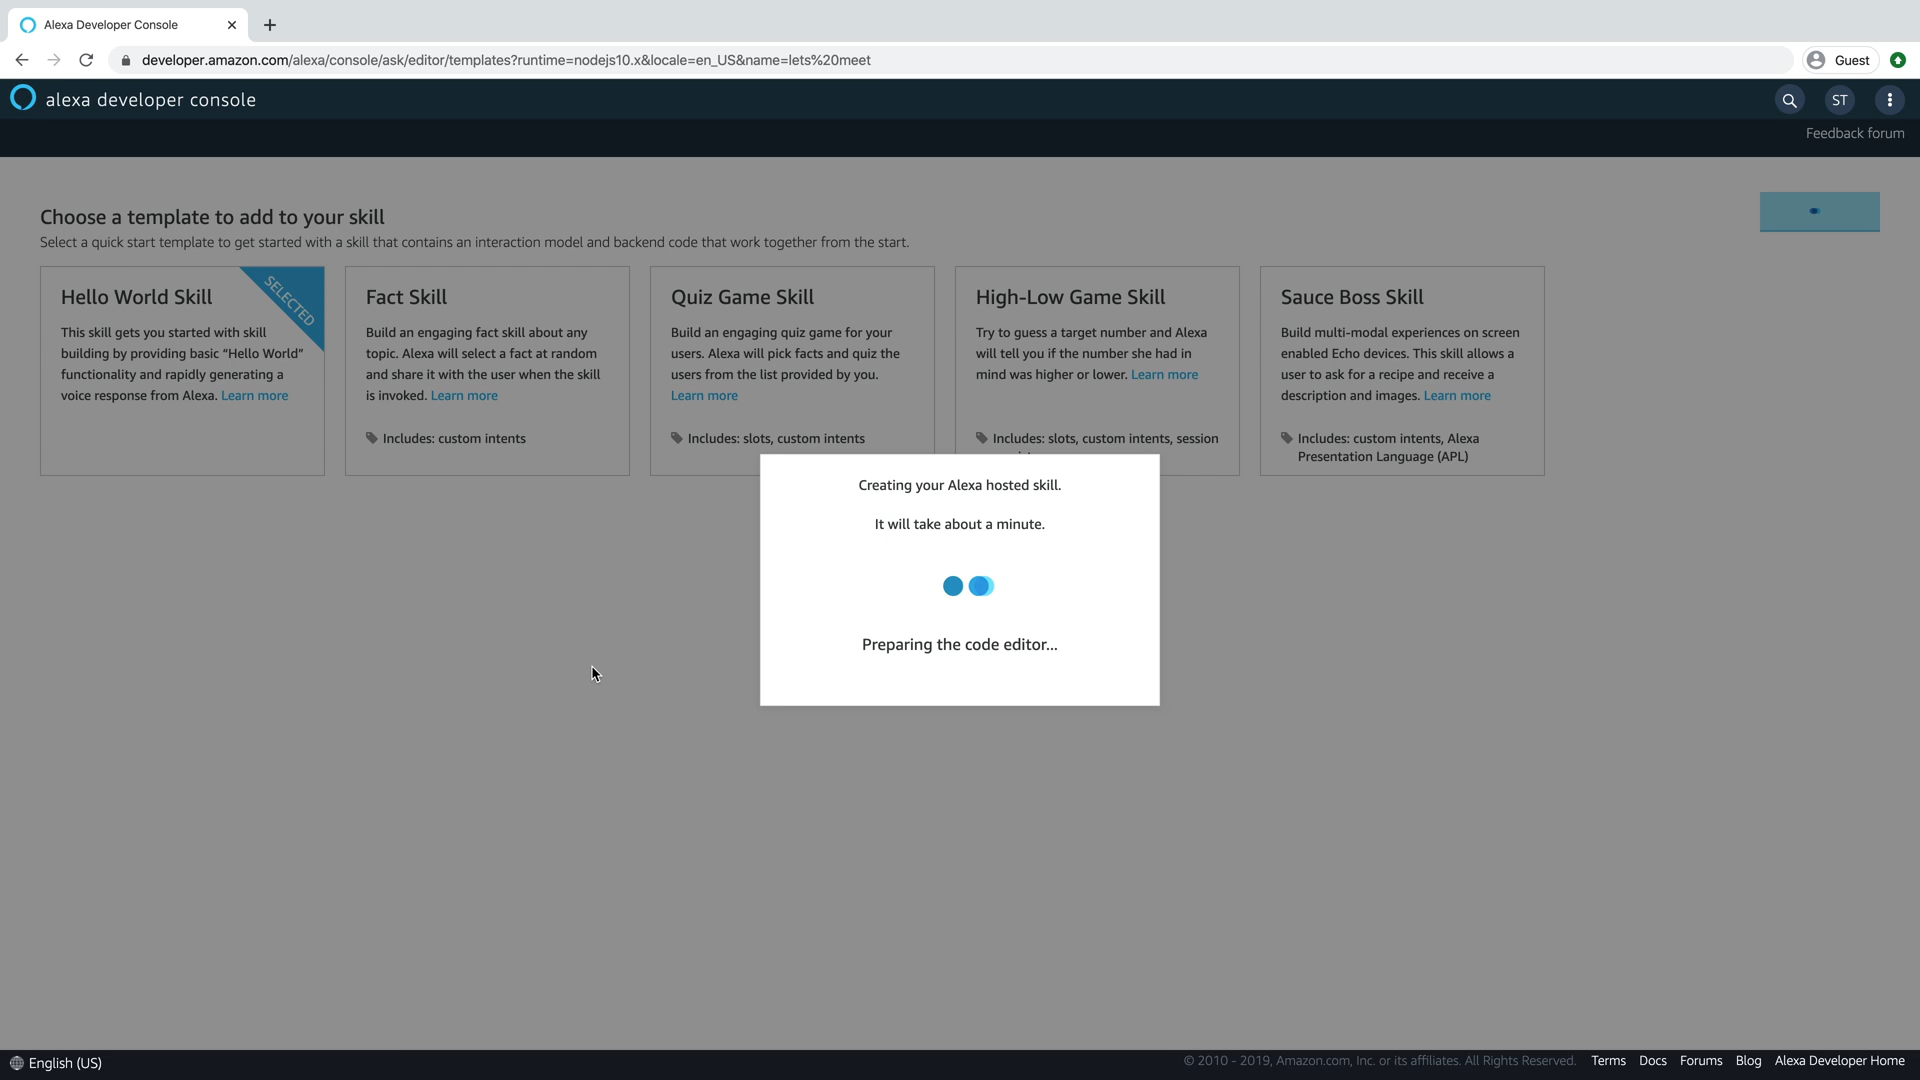 Alexa Developer Console
developer.amazon.com/alexa/console/ask/editor/templates?runtime=nodejs10.x&locale=en_US&name=lets%20meet
Guest
alexa developer console
ST
Feedback forum
Choose a template to add to your skill
Select a quick start template to get started with a skill that contains an interaction model and backend code that work together from the start.
Hello World Skill
SELECTED
This skill gets you started with skill
building by providing basic “Hello World”
functionality and rapidly generating a
voice response from Alexa. Learn more
Fact Skill
Build an engaging fact skill about any
topic. Alexa will select a fact at random
and share it with the user when the skill
is invoked. Learn more
Includes: custom intents
Quiz Game Skill
Build an engaging quiz game for your
users. Alexa will pick facts and quiz the
users from the list provided by you.
Learn more
Includes: slots, custom intents
High-Low Game Skill
Try to guess a target number and Alexa
will tell you if the number she had in
mind was higher or lower. Learn more
Includes: slots, custom intents, session
Sauce Boss Skill
Build multi-modal experiences on screen
enabled Echo devices. This skill allows a
user to ask for a recipe and receive a
description and images. Learn more
Includes: custom intents, Alexa
Presentation Language (APL)
Creating your Alexa hosted skill.
It will take about a minute.
Preparing the code editor...
English (US)
© 2010 - 2019, Amazon.com, Inc. or its affiliates. All Rights Reserved.
Terms
Docs
Forums
Blog
Alexa Developer Home